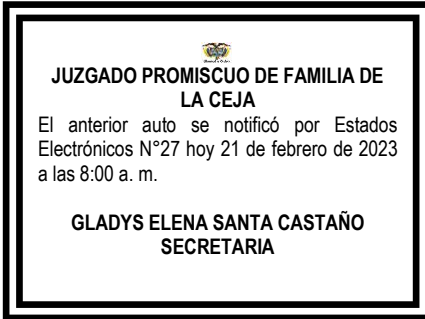 JUZGADO PROMISCUO DE FAMILIA DE
LA CEJA
El anterior auto se notificó por Estados
Electrónicos N°27 hoy 21 de febrero de 2023
a las 8:00 a. m.
GLADYS ELENA SANTA CASTAÑO
SECRETARIA